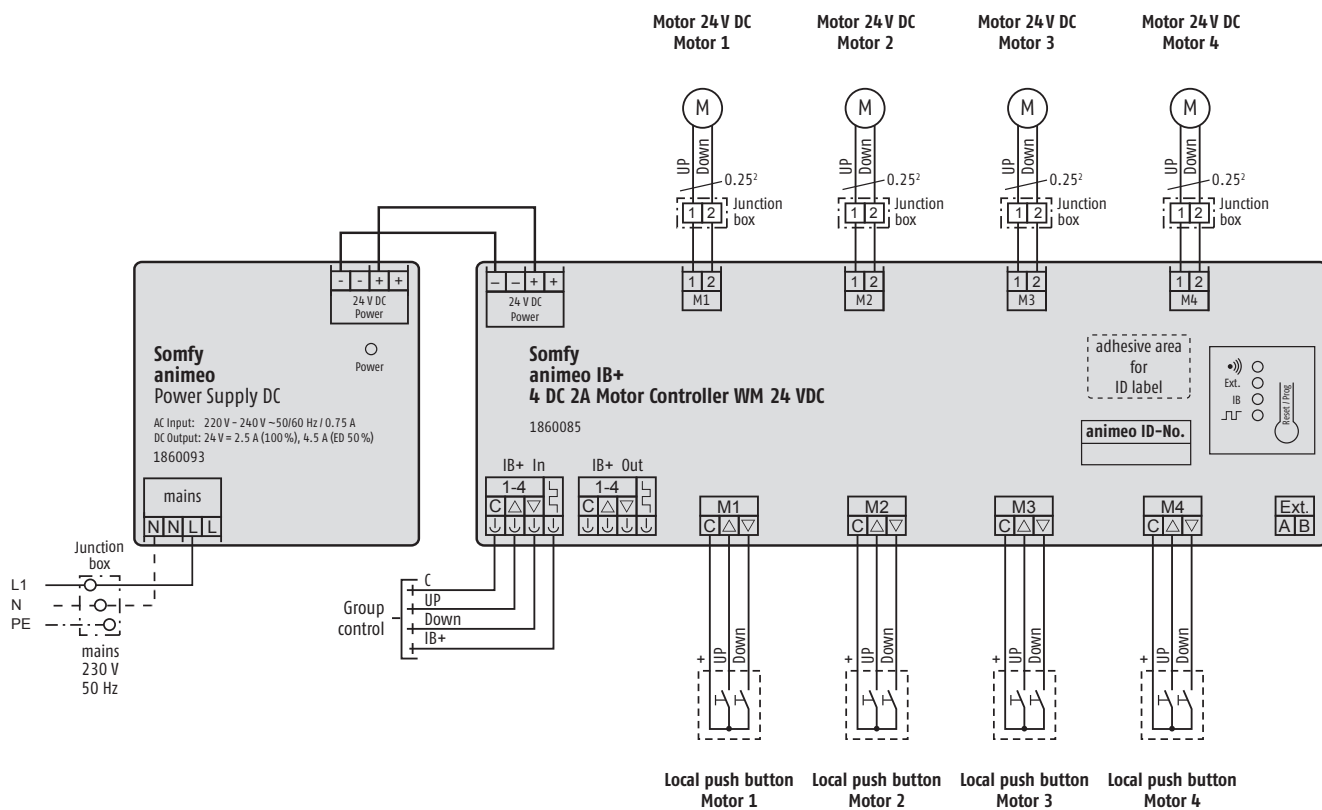 Motor 24 V DC
Motor 1
Motor 24 V DC
Motor 2
Motor 24 V DC
Motor 3
Motor 24 V DC
Motor 4
M
M
M
M
UP
Down
UP
Down
UP
Down
UP
Down
0.25²
0.25²
0.25²
0.25²
1 2
Junction
box
1 2
Junction
box
1 2
Junction
box
1 2
Junction
box
- - + +
24 V DC
Power
Power
Somfy
animeo
Power Supply DC
AC Input: 220 V - 240 V ~50/60 Hz / 0.75 A
DC Output: 24 V = 2.5 A (100 %), 4.5 A (ED 50 %)
1860093
mains
N N L L
Junction
box
L1
N
PE
mains
230 V
50 Hz
– – + +
24 V DC
Power
1 2
M1
1 2
M2
1 2
M3
1 2
M4
Somfy
animeo IB+
4 DC 2A Motor Controller WM 24 VDC
1860085
adhesive area
for
ID label
animeo ID-No.
Ext.
IB
Reset / Prog
IB+ In
1-4
C
IB+ Out
1-4
C
M1
C
M2
C
M3
C
M4
C
Ext.
A B
Group
control
C
UP
Down
IB+
+
UP
Down
+
UP
Down
+
UP
Down
+
UP
Down
Local push button
Motor 1
Local push button
Motor 2
Local push button
Motor 3
Local push button
Motor 4